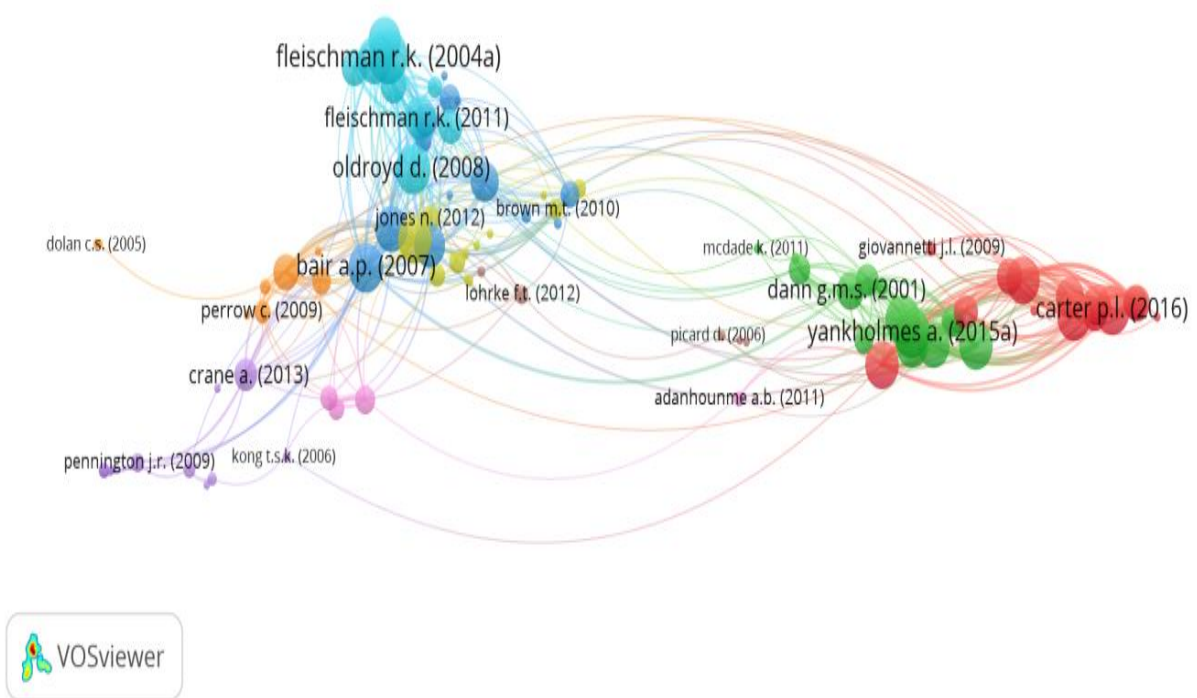 fleischman r.k. (2004a)
fleischman r.k. (2011)
oldroyd d. (2008)
jones n. (2012)
brown m.t. (2010)
dolan c.s. (2005)
mcdade k. (2011)
giovannetti j.l. (2009)
bair a.p. (2007)
lohrke f.t. (2012)
dann g.m.s. (2001)
perrow c. (2009)
carter p.l. (2016)
picard d. (2006)
yankholmes a. (2015a)
crane a. (2013)
adanhounme a.b. (2011)
pennington j.r. (2009)
kong t.s.k. (2006)
VOSviewer